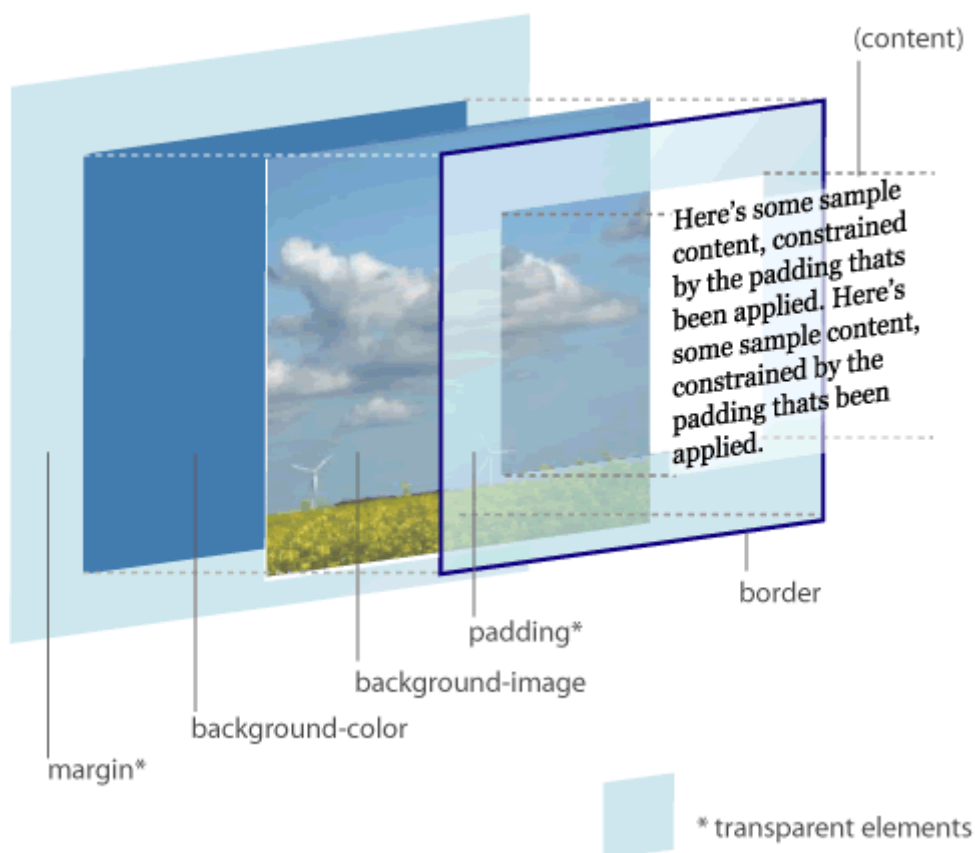 (content)
Here's some sample
content, constrained
by the padding thats
been applied. Here's
some sample content,
constrained by the
padding thats been
applied.
border
padding*
background-image
background-color
margin*
* transparent elements